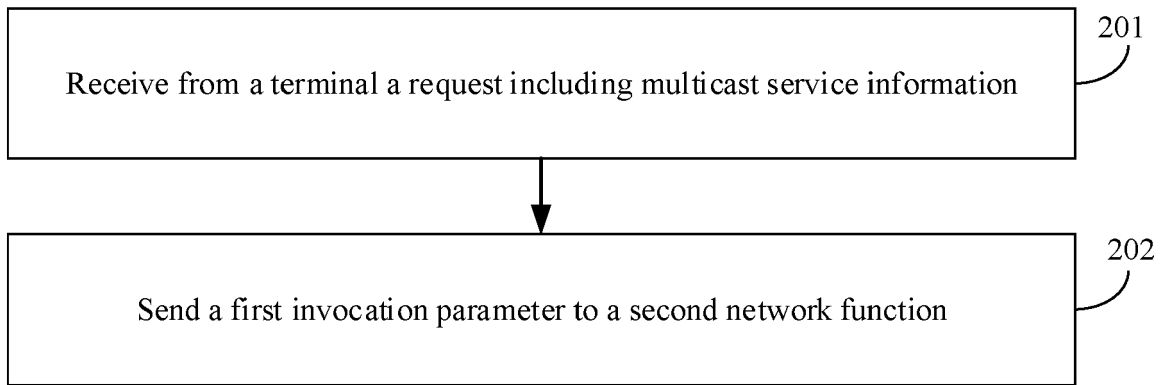 201
Receive from a terminal a request including multicast service information
202
Send a first invocation parameter to a second network function